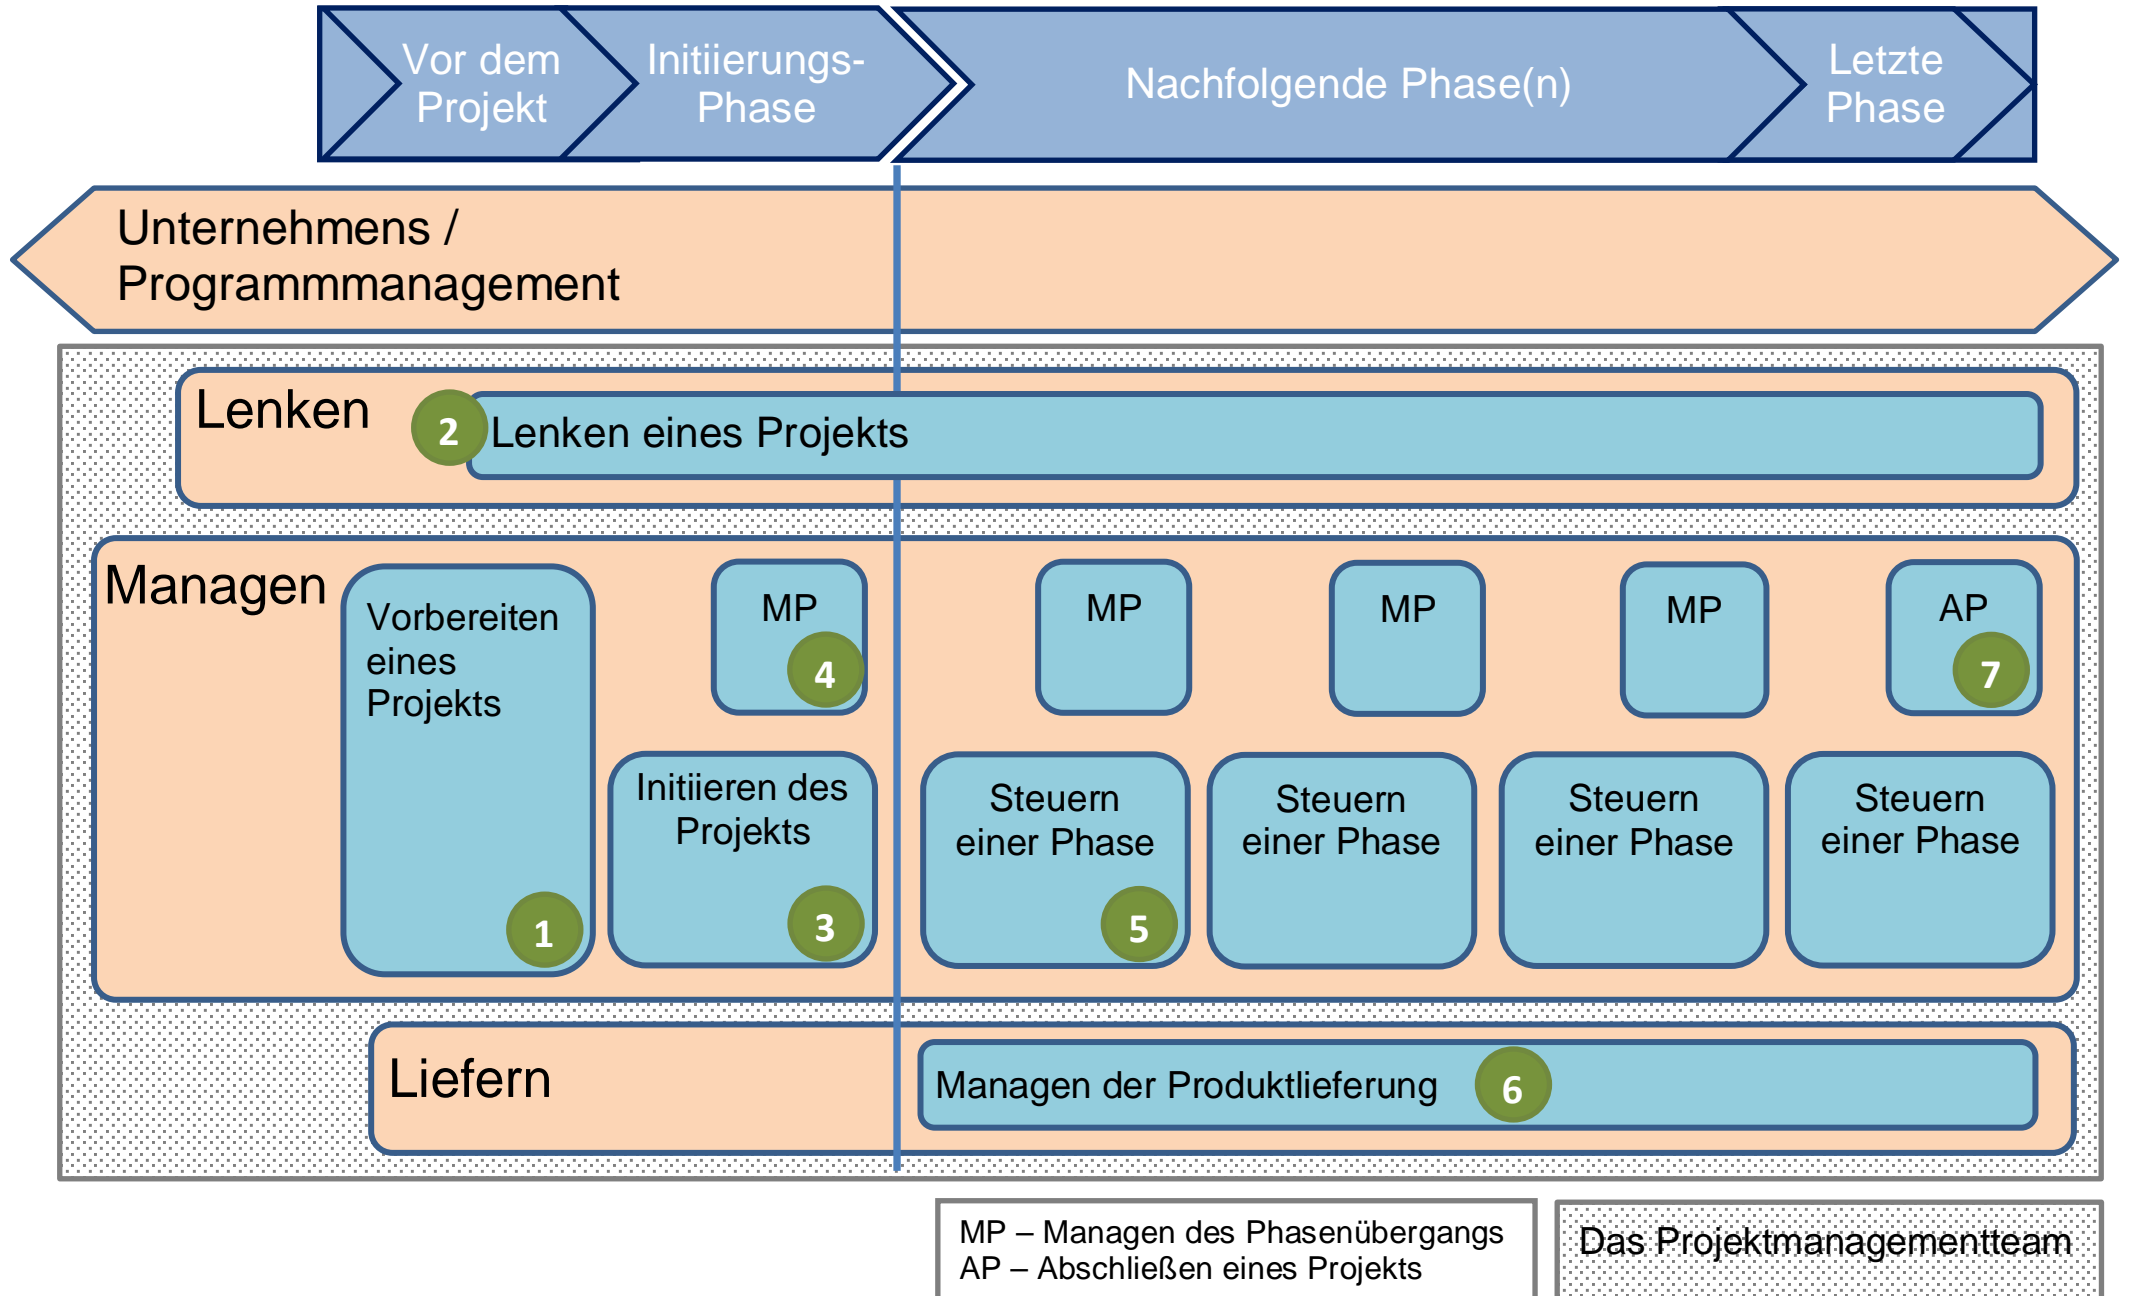 Vor dem
Projekt
Initiierungs-
Phase
Nachfolgende Phase(n)
Letzte
Phase
Unternehmens /
Programmmanagement
Lenken
2
Lenken eines Projekts
Managen
Vorbereiten
eines
Projekts
1
MP
4
MP
MP
MP
AP
7
Initiieren des
Projekts
3
Steuern
einer Phase
5
Steuern
einer Phase
Steuern
einer Phase
Steuern
einer Phase
Liefern
Managen der Produktlieferung
6
MP – Managen des Phasenübergangs
AP – Abschließen eines Projekts
Das Projektmanagementteam